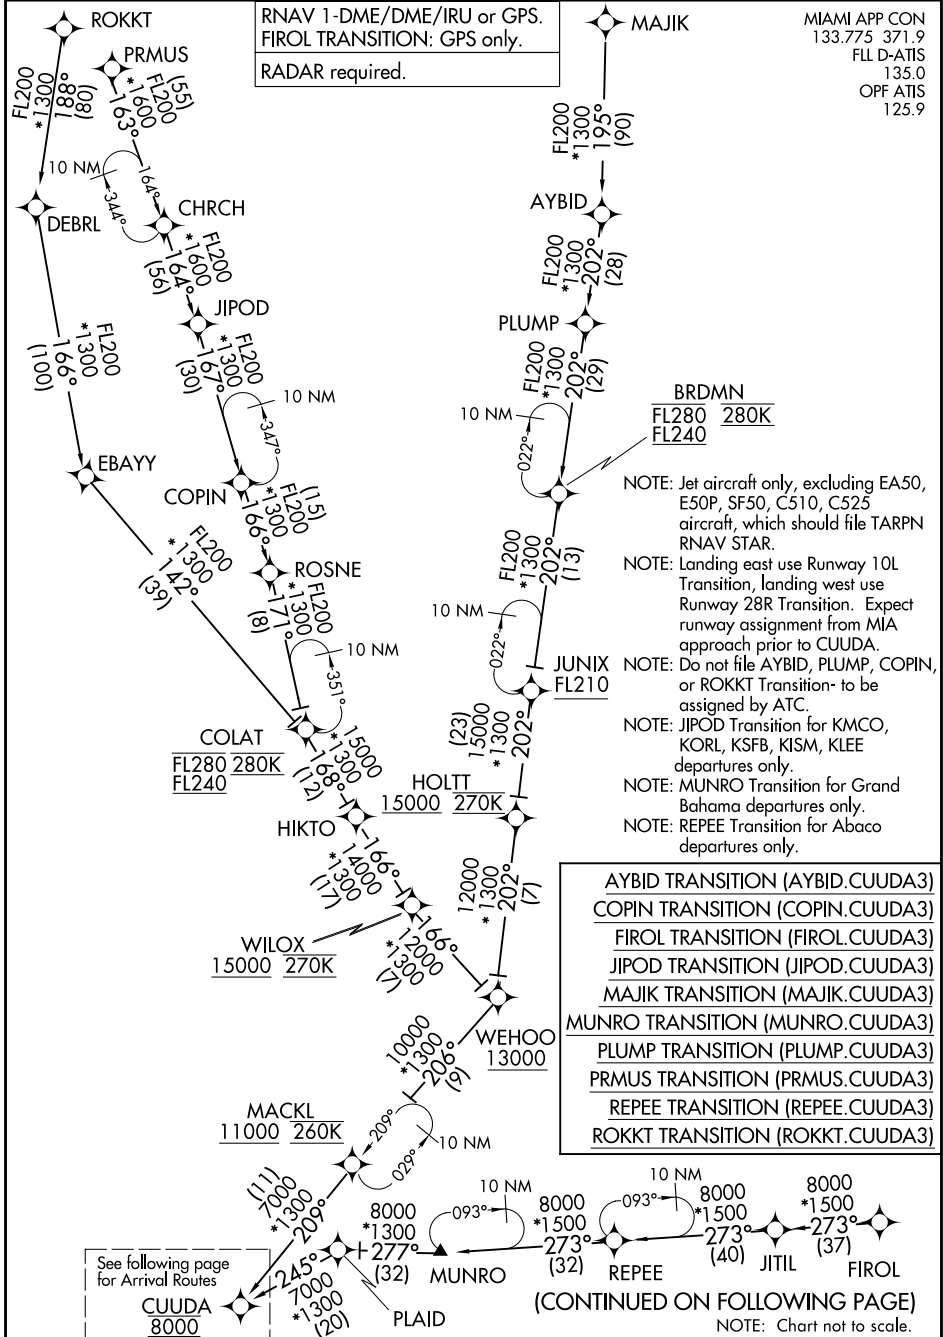 ROKKT
RNAV 1-DME/DME/IRU or GPS.
FIROL TRANSITION: GPS only.
RADAR required.
MAJIK
MIAMI APP CON
133.775 371.9
FLL D-ATIS
135.0
OPF ATIS
125.9
PRMUS
FL200
*1300
188°
(80)
(55)
FL200
*1600
163°
FL200
*1300
195°
(90)
10 NM
164°
344°
DEBRL
CHRCH
AYBID
FL200
*1600
164°
(56)
FL200
*1300
202°
(28)
JIPOD
PLUMP
FL200
*1300
166°
(100)
FL200
*1300
167°
(30)
10 NM
347°
FL200
*1300
202°
(29)
10 NM
022°
BRDMN
FL280 280K
FL240
EBAYY
COPIN
(15)
FL200
*1300
166°
ROSNE
FL200
*1300
142°
(39)
FL200
*1300
171°
(8)
10 NM
351°
FL200
*1300
202°
(13)
10 NM
022°
JUNIX
FL210
NOTE: Jet aircraft only, excluding EA50,
E50P, SF50, C510, C525
aircraft, which should file TARPN
RNAV STAR.
NOTE: Landing east use Runway 10L
Transition, landing west use
Runway 28R Transition. Expect
runway assignment from MIA
approach prior to CUUDA.
NOTE: Do not file AYBID, PLUMP, COPIN,
or ROKKT Transition- to be
assigned by ATC.
NOTE: JIPOD Transition for KMCO,
KORL, KSFB, KISM, KLEE
departures only.
NOTE: MUNRO Transition for Grand
Bahama departures only.
NOTE: REPEE Transition for Abaco
departures only.
COLAT
FL280 280K
FL240
15000
*1300
168°
(12)
(23)
15000
*1300
202°
HOLTT
15000 270K
HIKTO
166°
14000
*1300
(17)
12000
*1300
202°
(7)
WILOX
15000 270K
166°
12000
*1300
(7)
WEHOO
13000
AYBID TRANSITION (AYBID.CUUDA3)
COPIN TRANSITION (COPIN.CUUDA3)
FIROL TRANSITION (FIROL.CUUDA3)
JIPOD TRANSITION (JIPOD.CUUDA3)
MAJIK TRANSITION (MAJIK.CUUDA3)
MUNRO TRANSITION (MUNRO.CUUDA3)
PLUMP TRANSITION (PLUMP.CUUDA3)
PRMUS TRANSITION (PRMUS.CUUDA3)
REPEE TRANSITION (REPEE.CUUDA3)
ROKKT TRANSITION (ROKKT.CUUDA3)
10000
*1300
206°
(9)
MACKL
11000 260K
209°
029°
10 NM
(11)
7000
*1300
209°
8000
*1300
277°
(32)
10 NM
093°
8000
*1500
273°
(32)
10 NM
093°
8000
*1500
273°
(40)
8000
*1500
273°
(37)
MUNRO
REPEE
JITIL
FIROL
See following page
for Arrival Routes
CUUDA
8000
245°
7000
*1300
(20)
PLAID
(CONTINUED ON FOLLOWING PAGE)
NOTE: Chart not to scale.